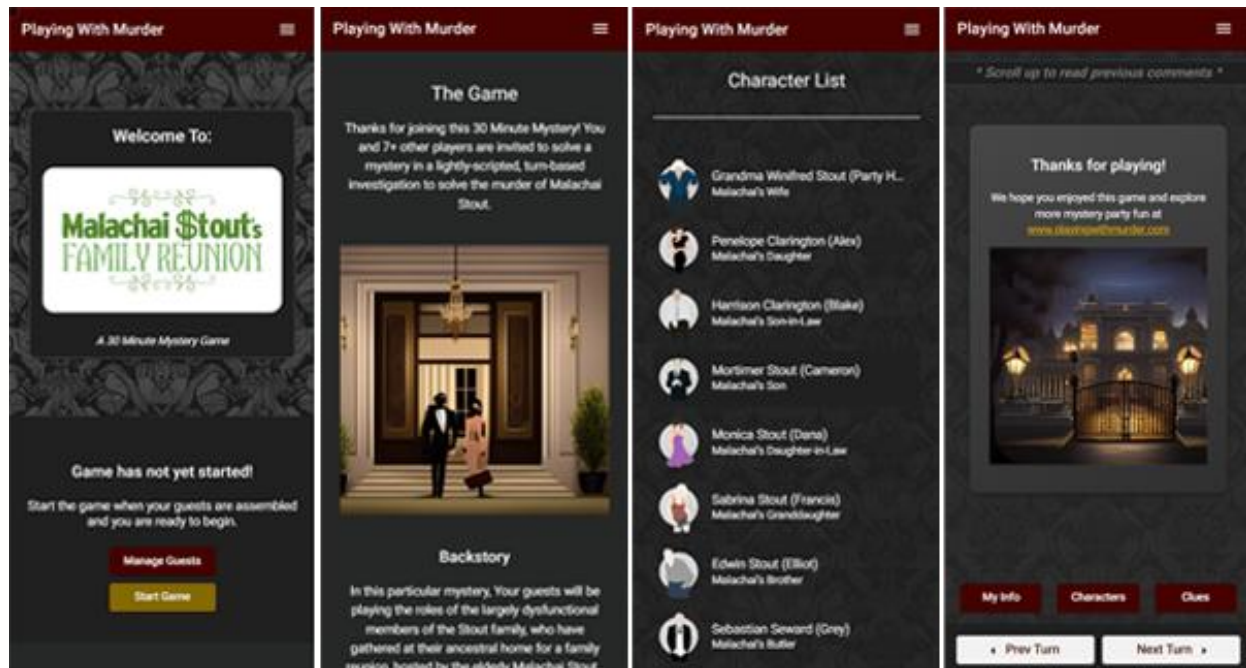 Playing With Murder
Welcome To:
Malachai $tout's
FAMILY REUNION
A 30 Minute Mystery Game
Game has not yet started!
Start the game when your guests are assembled
and you are ready to begin.
Manage Guests
Start Game
Playing With Murder
The Game
Thanks for joining this 30 Minute Mystery! You
and 7+ other players are invited to solve a
mystery in a lightly-scripted, turn-based
investigation to solve the murder of Malachai
Stout.
Backstory
In this particular mystery, Your guests will be
playing the roles of the largely dysfunctional
members of the Stout family, who have
gathered at their ancestral home for a family
reunion, hosted by the elderly Malachai Stout.
Playing With Murder
Character List
Grandma Winifred Stout (Party H...
Malachai's Wife
Penelope Clarington (Alex)
Malachai's Daughter
Harrison Clarington (Blake)
Malachai's Son-in-Law
Mortimer Stout (Cameron)
Malachai's Son
Monica Stout (Dana)
Malachai's Daughter-in-Law
Sabrina Stout (Francis)
Malachai's Granddaughter
Edwin Stout (Elliot)
Malachai's Brother
Sebastian Seward (Grey)
Malachai's Butler
Playing With Murder
* Scroll up to read previous comments *
Thanks for playing!
We hope you enjoyed this game and explore
more mystery party fun at
www.playingwithmurder.com
My Info
Characters
Clues
Prev Turn
Next Turn